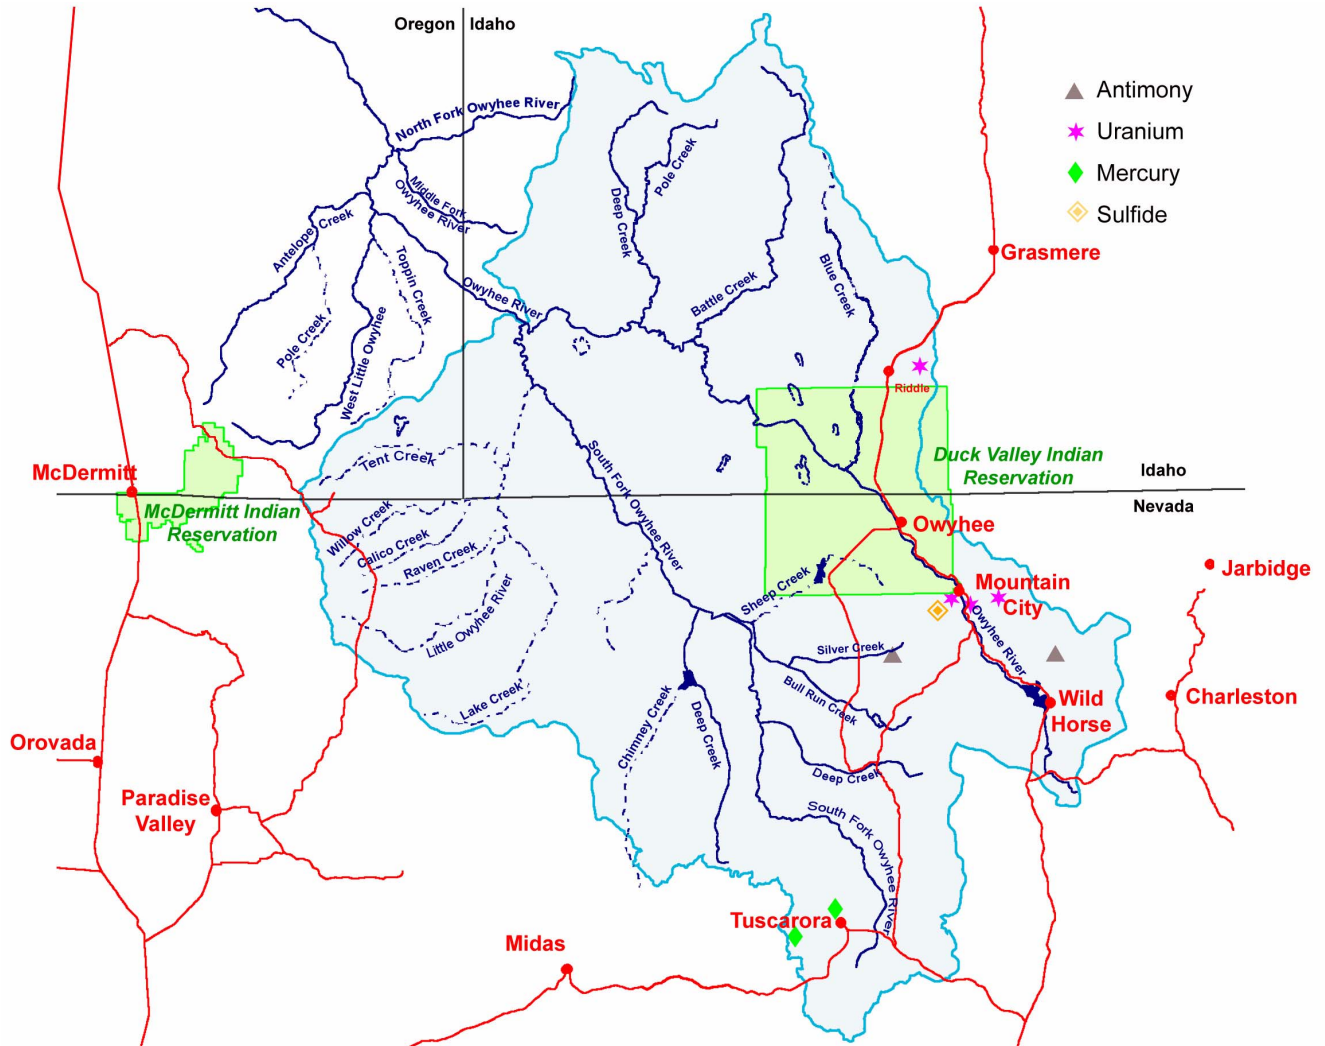 Oregon
Idaho
Antimony
Uranium
Mercury
Sulfide
North Fork Owyhee River
Middle Fork
Owyhee River
Antelope Creek
Pole Creek
Toppin Creek
West Little Owyhee
Owyhee River
Deep Creek
Pole Creek
Battle Creek
Blue Creek
Grasmere
Riddle
Duck Valley Indian
Reservation
Idaho
Nevada
McDermitt
McDermitt Indian
Reservation
Tent Creek
Willow Creek
Calico Creek
Raven Creek
Little Owyhee River
Lake Creek
South Fork Owyhee River
Owyhee
Mountain
City
Jarbidge
Sheep Creek
Silver Creek
Bull Run Creek
Owyhee River
Wild
Horse
Charleston
Chimney Creek
Deep Creek
Deep Creek
South Fork Owyhee River
Orovada
Paradise
Valley
Tuscarora
Midas